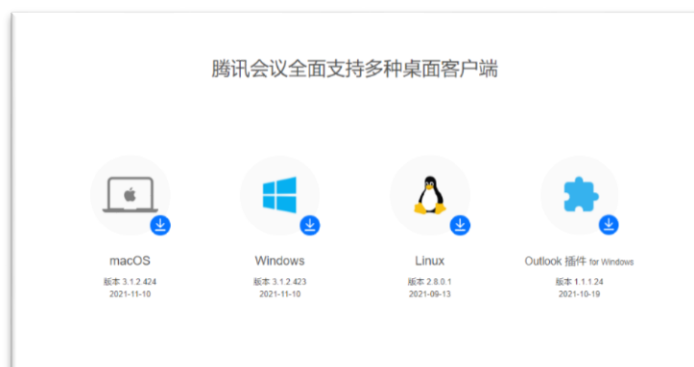 腾讯会议全面支持多种桌面客户端
macOS
版本 3.1.2.424
2021-11-10
Windows
版本 3.1.2.423
2021-11-10
Linux
版本 2.8.0.1
2021-09-13
Outlook 插件 for Windows
版本 1.1.1.24
2021-10-19